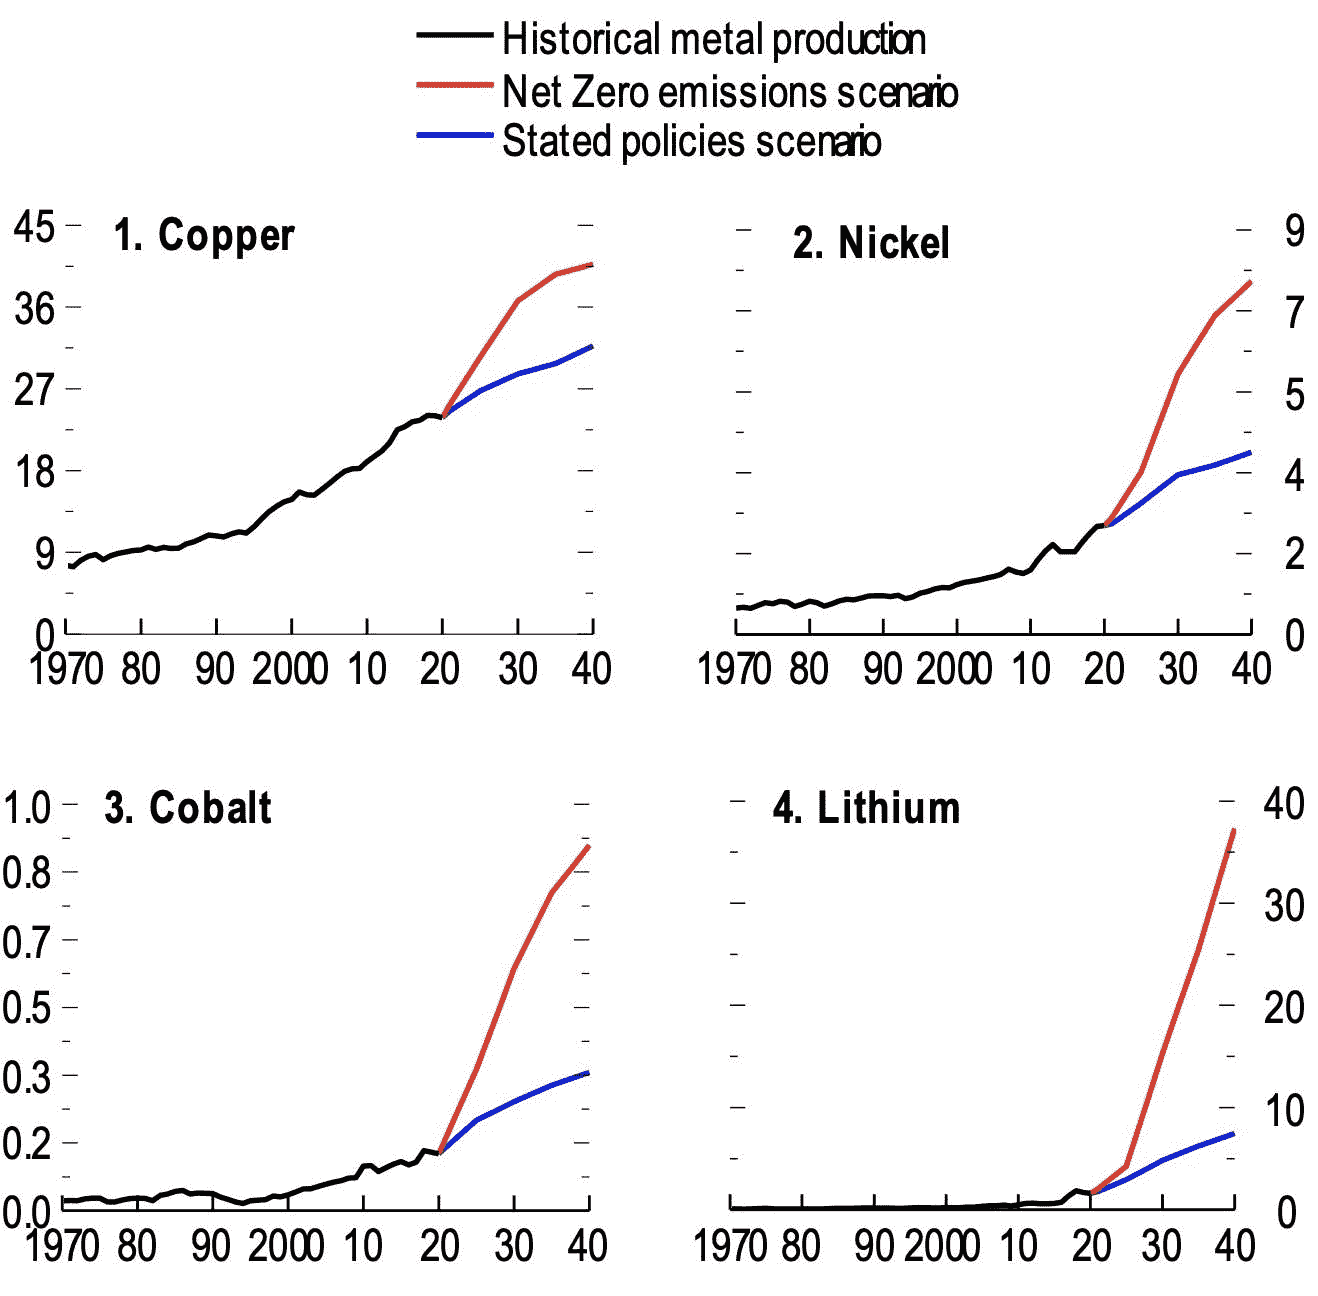 Historical metal production
Net Zero emissions scenario
Stated policies scenario
1. Copper
45
36
27
18
9
0
1970 80 90 2000 10 20 30 40
2. Nickel
9
7
5
4
2
0
1970 80 90 2000 10 20 30 40
3. Cobalt
1.0
0.8
0.7
0.5
0.3
0.2
0.0
1970 80 90 2000 10 20 30 40
4. Lithium
40
30
20
10
0
1970 80 90 2000 10 20 30 40